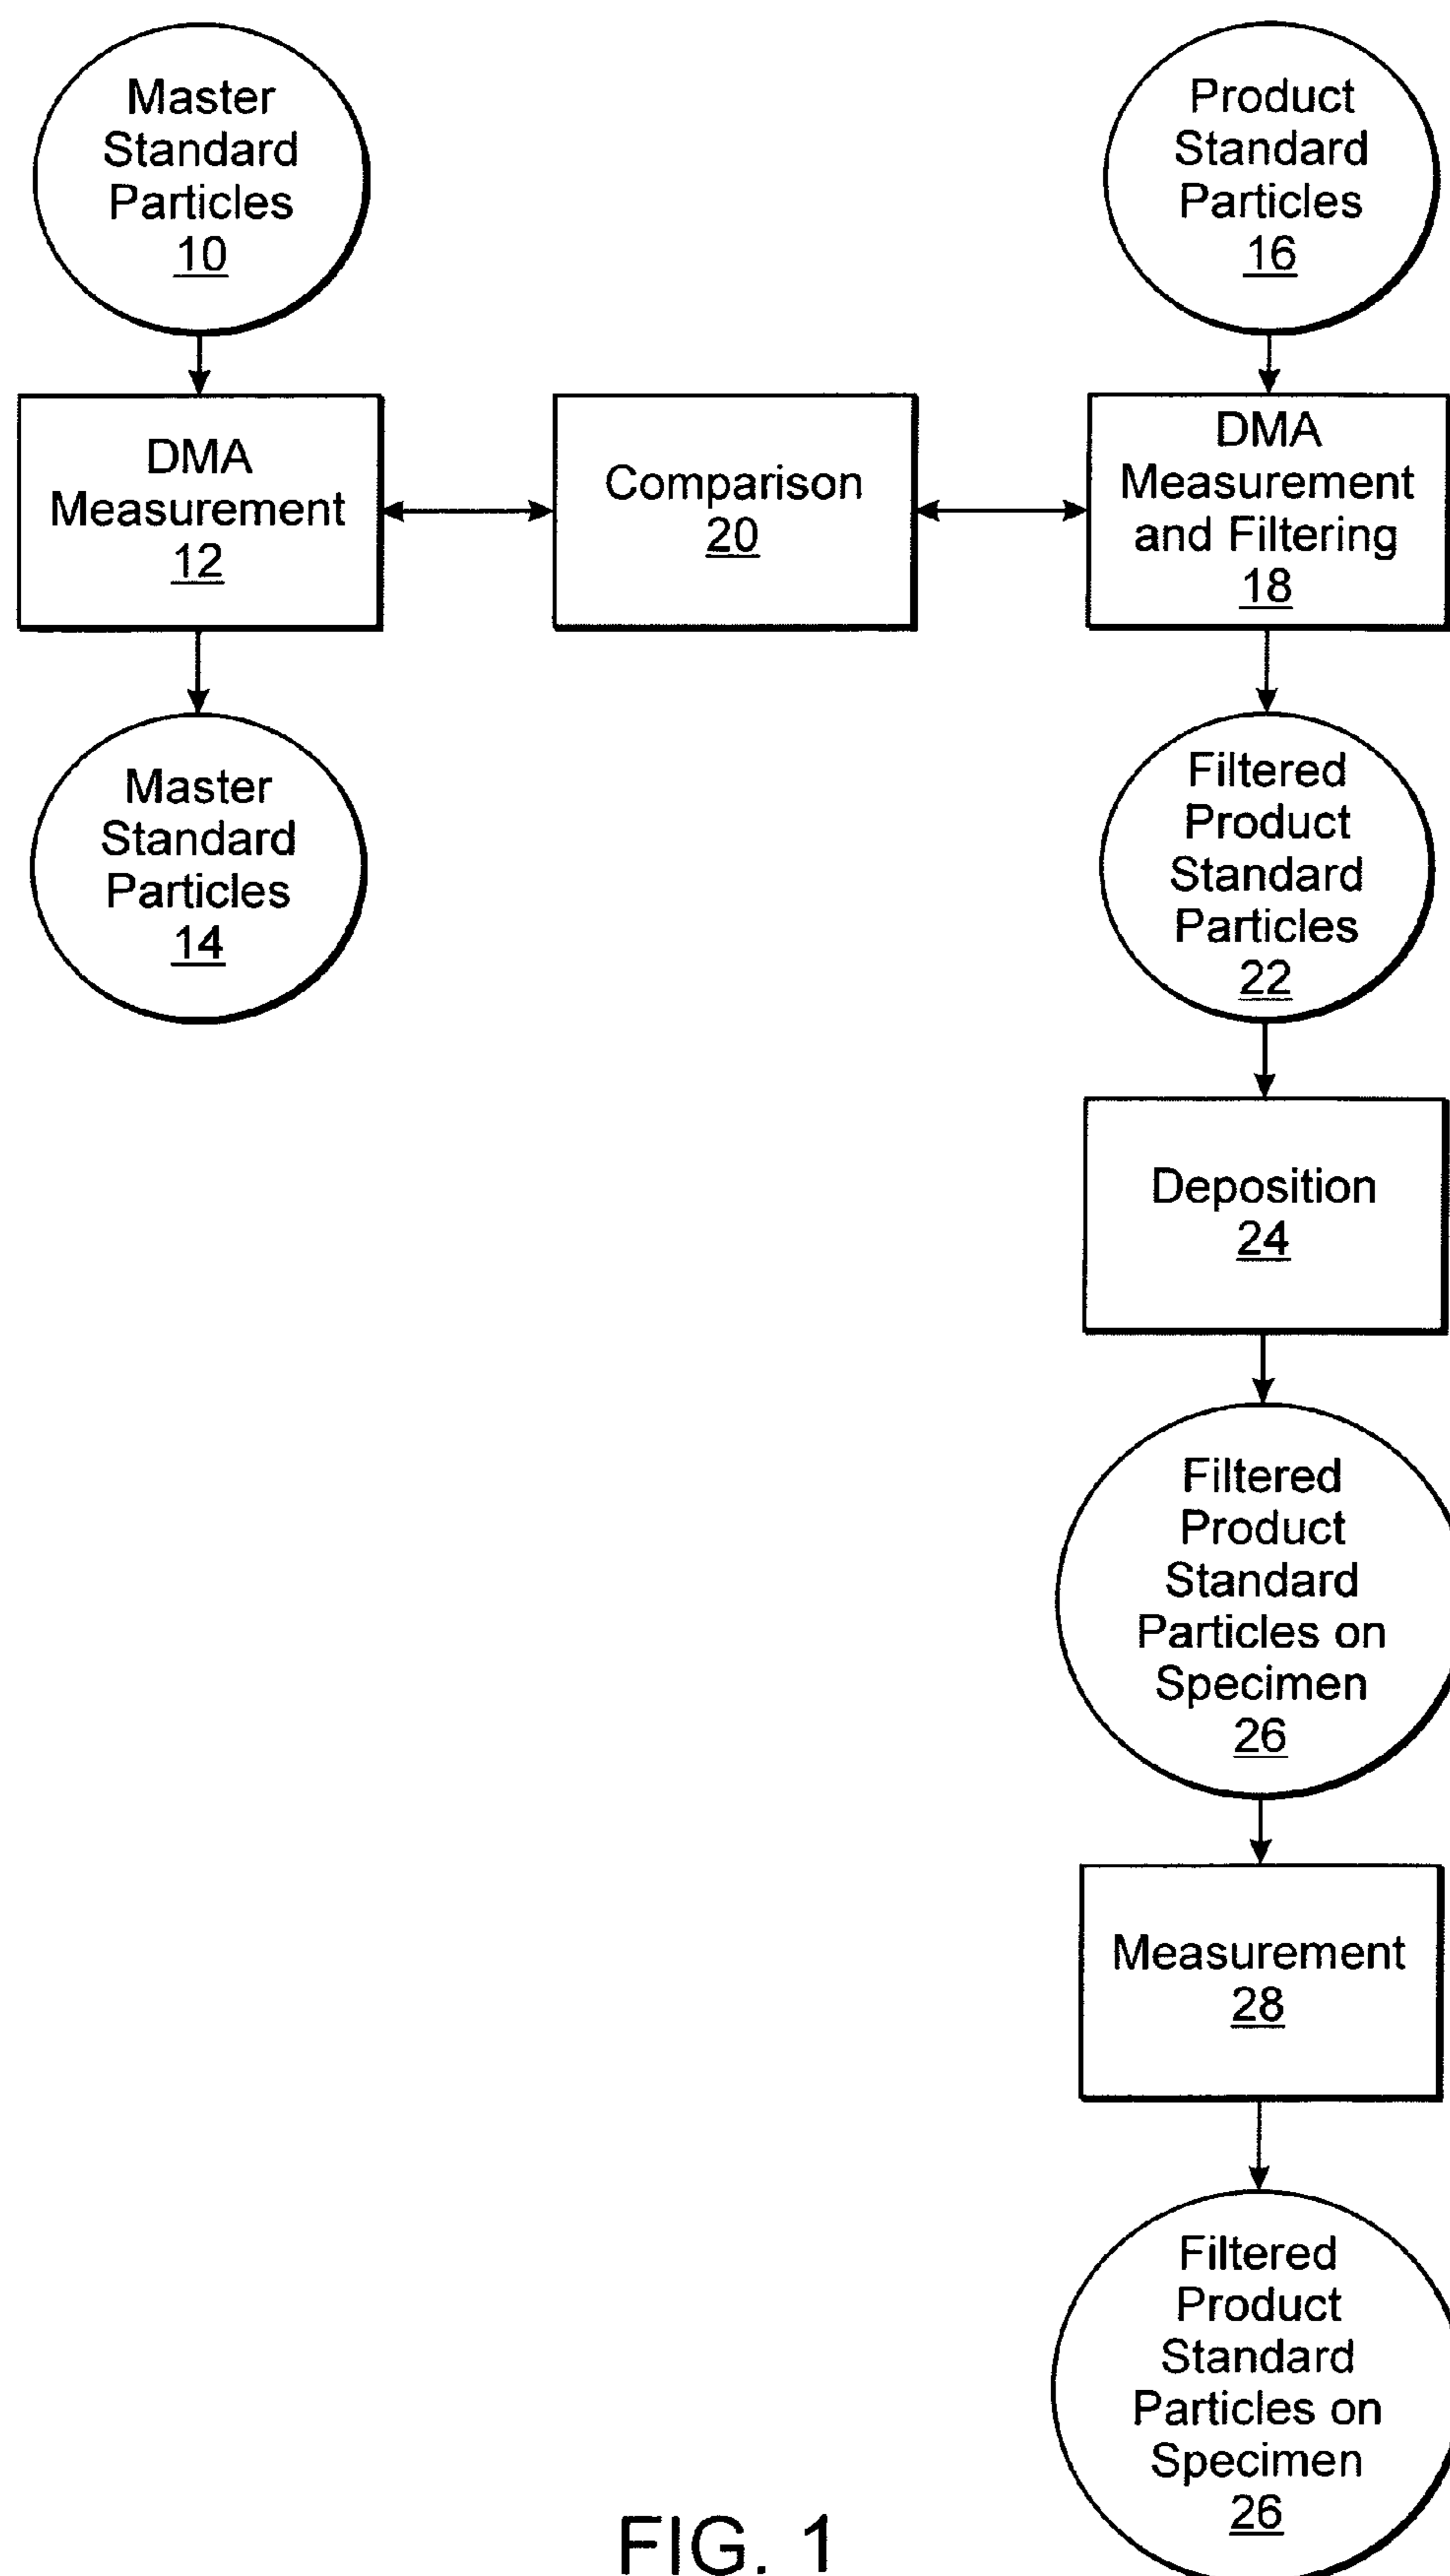 Master
Standard
Particles
10
Product
Standard
Particles
16
DMA
Measurement
12
Comparison
20
DMA
Measurement
and Filtering
18
Master
Standard
Particles
14
Filtered
Product
Standard
Particles
22
Deposition
24
Filtered
Product
Standard
Particles on
Specimen
26
Measurement
28
Filtered
Product
Standard
Particles on
Specimen
26
FIG. 1